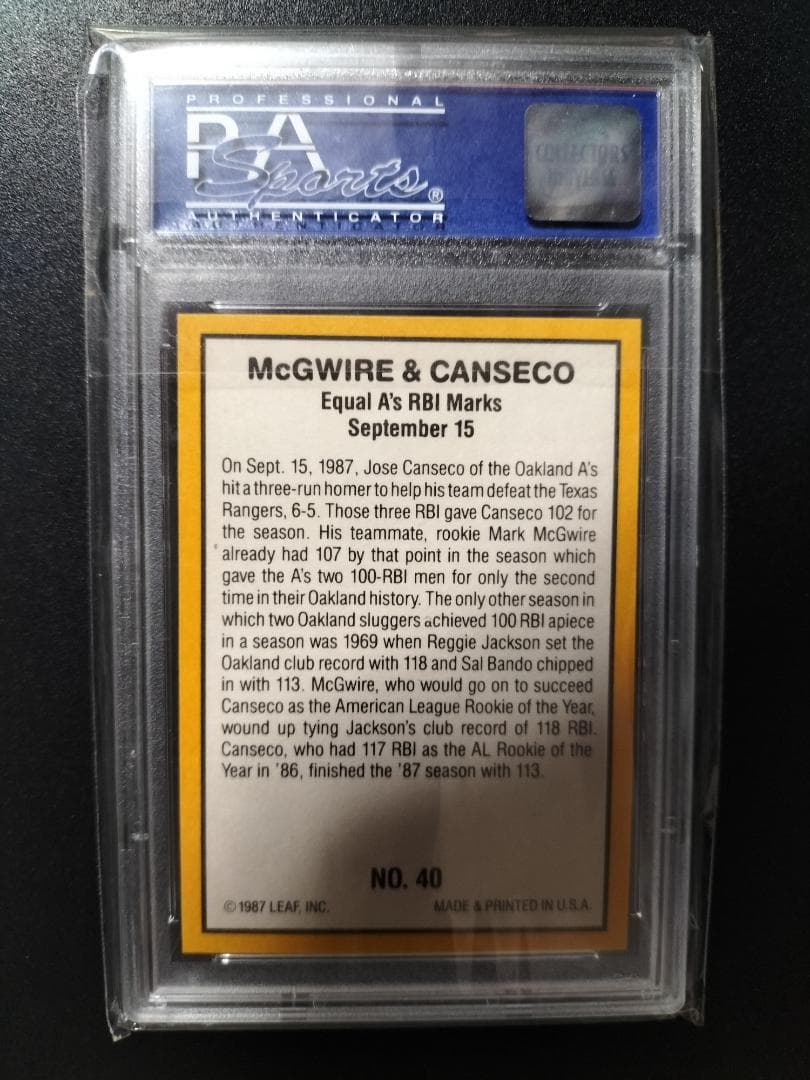 PROFESSIONAL
PSA
Sports®
AUTHENTICATOR
McGWIRE & CANSECO
Equal A's RBI Marks
September 15
On Sept. 15, 1987, Jose Canseco of the Oakland A's
hit a three-run homer to help his team defeat the Texas
Rangers, 6-5. Those three RBI gave Canseco 102 for
the season. His teammate, rookie Mark McGwire
already had 107 by that point in the season which
gave the A's two 100-RBI men for only the second
time in their Oakland history. The only other season in
which two Oakland sluggers achieved 100 RBI apiece
in a season was 1969 when Reggie Jackson set the
Oakland club record with 118 and Sal Bando chipped
in with 113. McGwire, who would go on to succeed
Canseco as the American League Rookie of the Year,
wound up tying Jackson's club record of 118 RBI.
Canseco, who had 117 RBI as the AL Rookie of the
Year in '86, finished the '87 season with 113.
NO. 40
© 1987 LEAF, INC. MADE & PRINTED IN U.S.A.